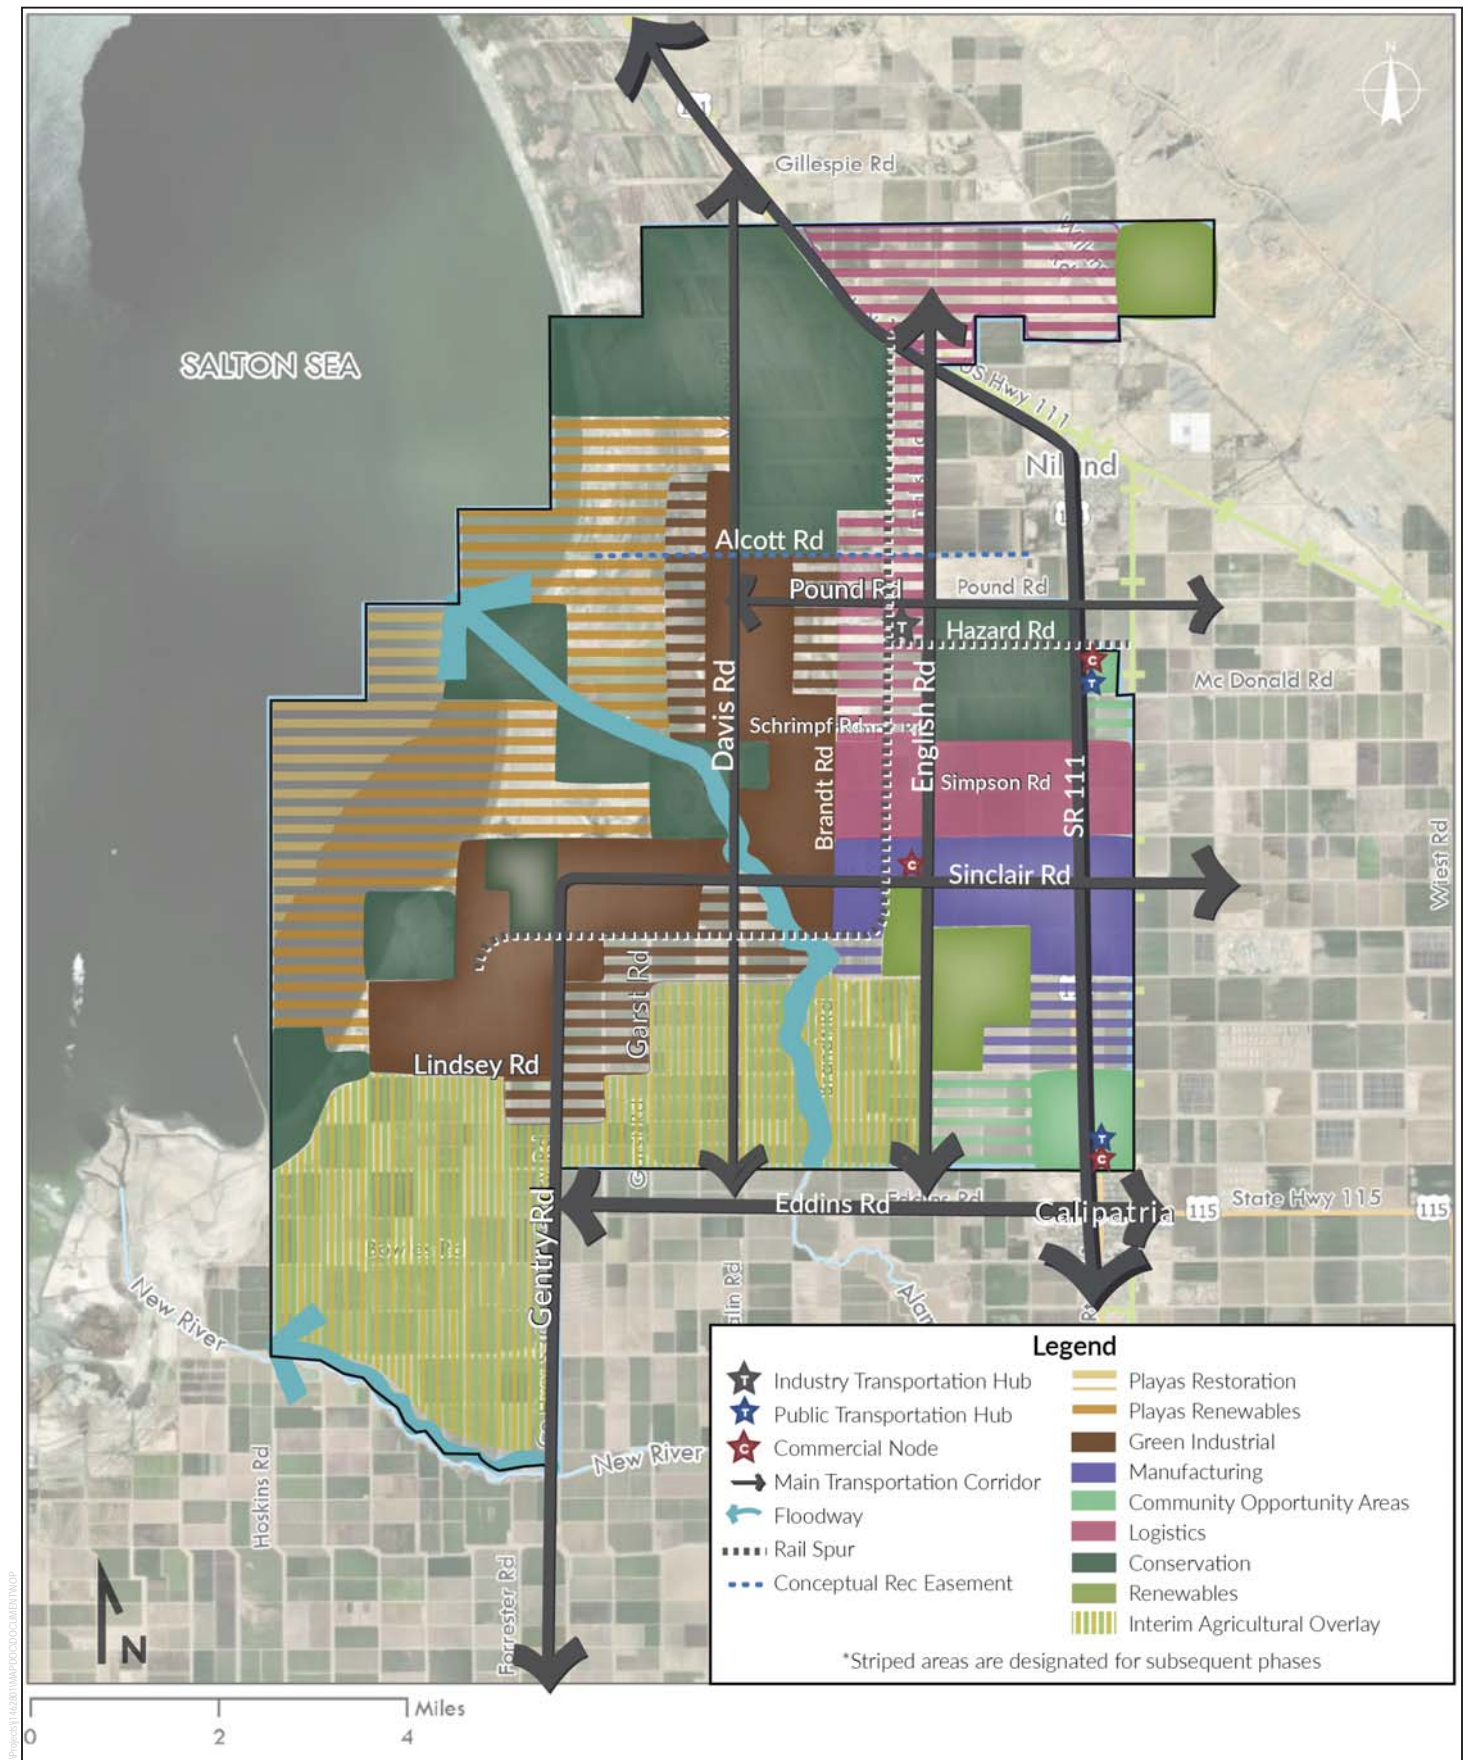 N
Gillespie Rd
SALTON SEA
US Hwy 111
Niland
Alcott Rd
Pound Rd
Pound Rd
T
Hazard Rd
C
T
Mc Donald Rd
Davis Rd
English Rd
Schrimpf Rd
Brandt Rd
Simpson Rd
SR 111
Wiest Rd
C
Sinclair Rd
Garst Rd
Lindsey Rd
T
C
Gentry Rd
Eddins Rd
Eddins Rd
Calipatria
115
State Hwy 115
115
Bowles Rd
New River
Hoskins Rd
New River
Forrester Rd
N
Legend
T Industry Transportation Hub
T Public Transportation Hub
C Commercial Node
Main Transportation Corridor
Floodway
Rail Spur
Conceptual Rec Easement
Playas Restoration
Playas Renewables
Green Industrial
Manufacturing
Community Opportunity Areas
Logistics
Conservation
Renewables
Interim Agricultural Overlay
*Striped areas are designated for subsequent phases
Miles
0 2 4